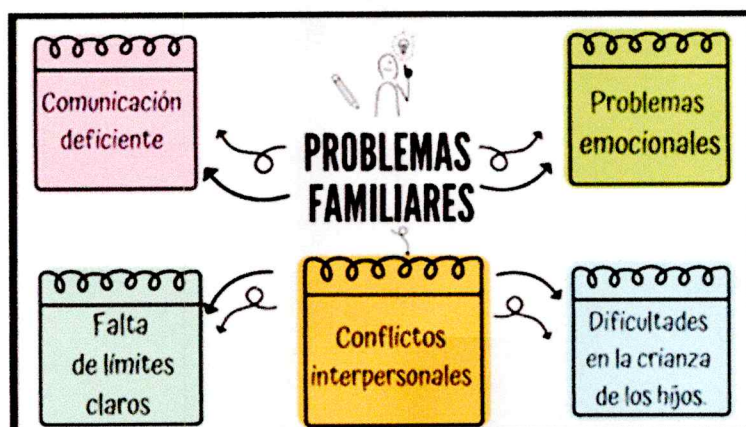 Comunicación
deficiente
PROBLEMAS
FAMILIARES
Problemas
emocionales
Falta
de límites
claros
Conflictos
interpersonales
Dificultades
en la crianza
de los hijos.